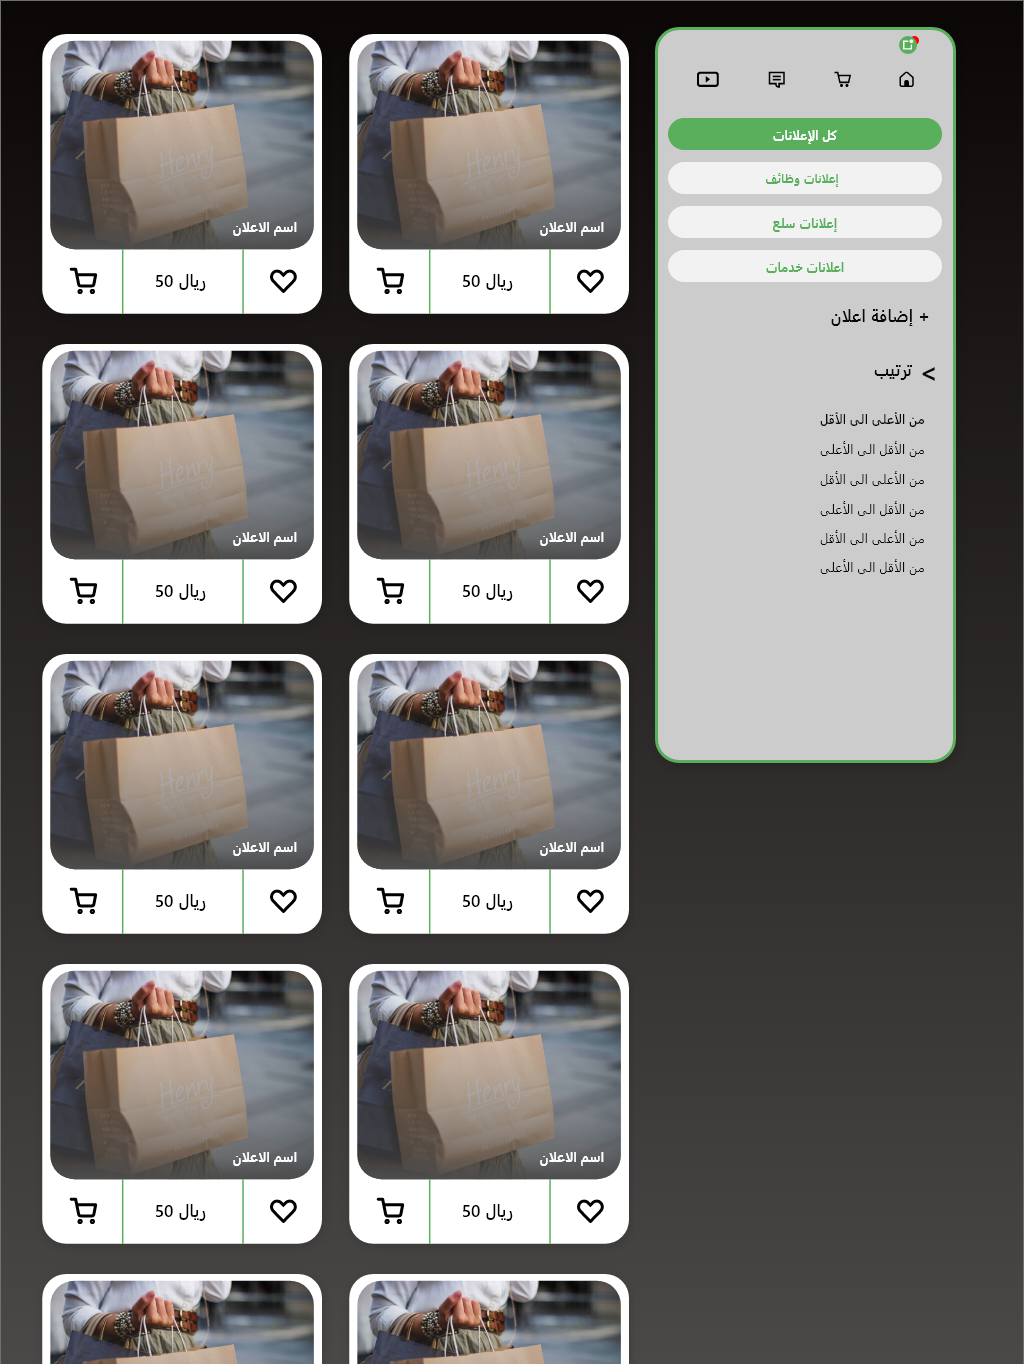 كل الإعلانات
إعلانات وظائف
إعلانات سلع
اعلانات خدمات
+ إضافة اعلان
> ترتيب
من الأعلى الى الأقل
من الأقل الى الأعلى
من الأعلى الى الأقل
من الأقل الى الأعلى
من الأعلى الى الأقل
من الأقل الى الأعلى
Henry
اسم الاعلان
50 ريال
Henry
اسم الاعلان
50 ريال
Henry
اسم الاعلان
50 ريال
Henry
اسم الاعلان
50 ريال
Henry
اسم الاعلان
50 ريال
Henry
اسم الاعلان
50 ريال
Henry
اسم الاعلان
50 ريال
Henry
اسم الاعلان
50 ريال